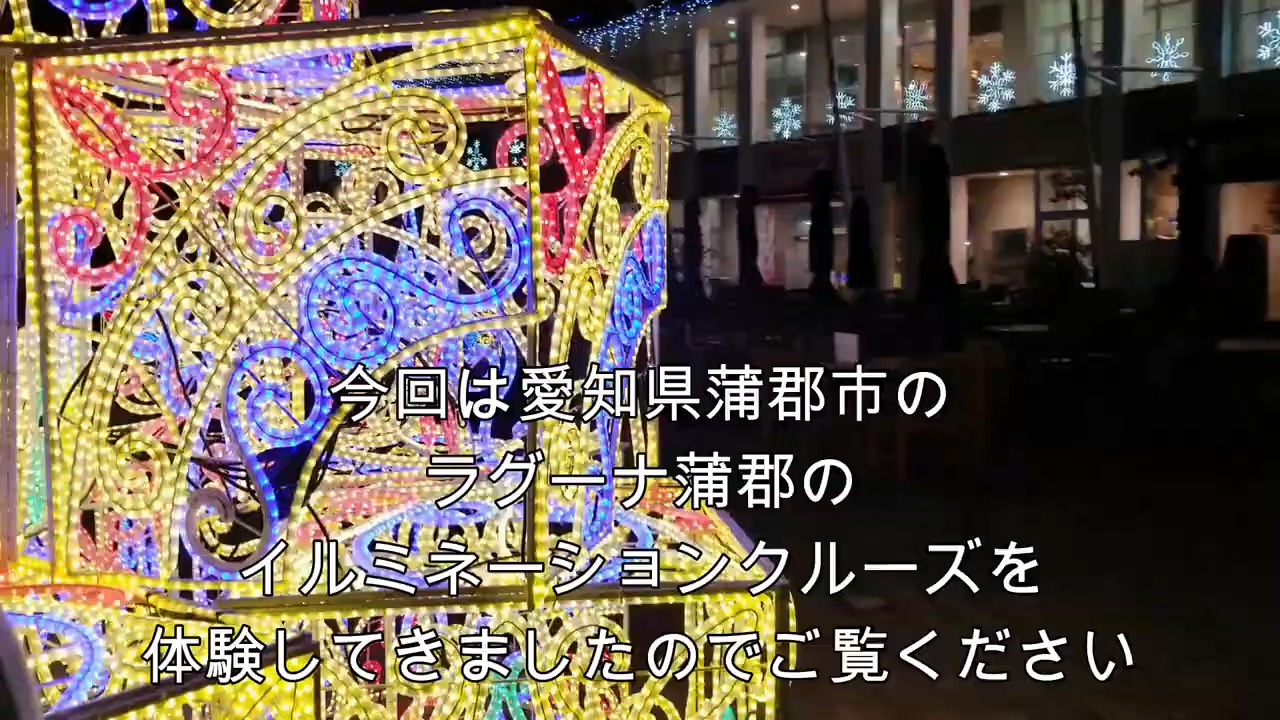 今回は愛知県蒲郡市の
ラグーナ蒲郡の
イルミネーションクルーズを
体験してきましたのでご覧ください